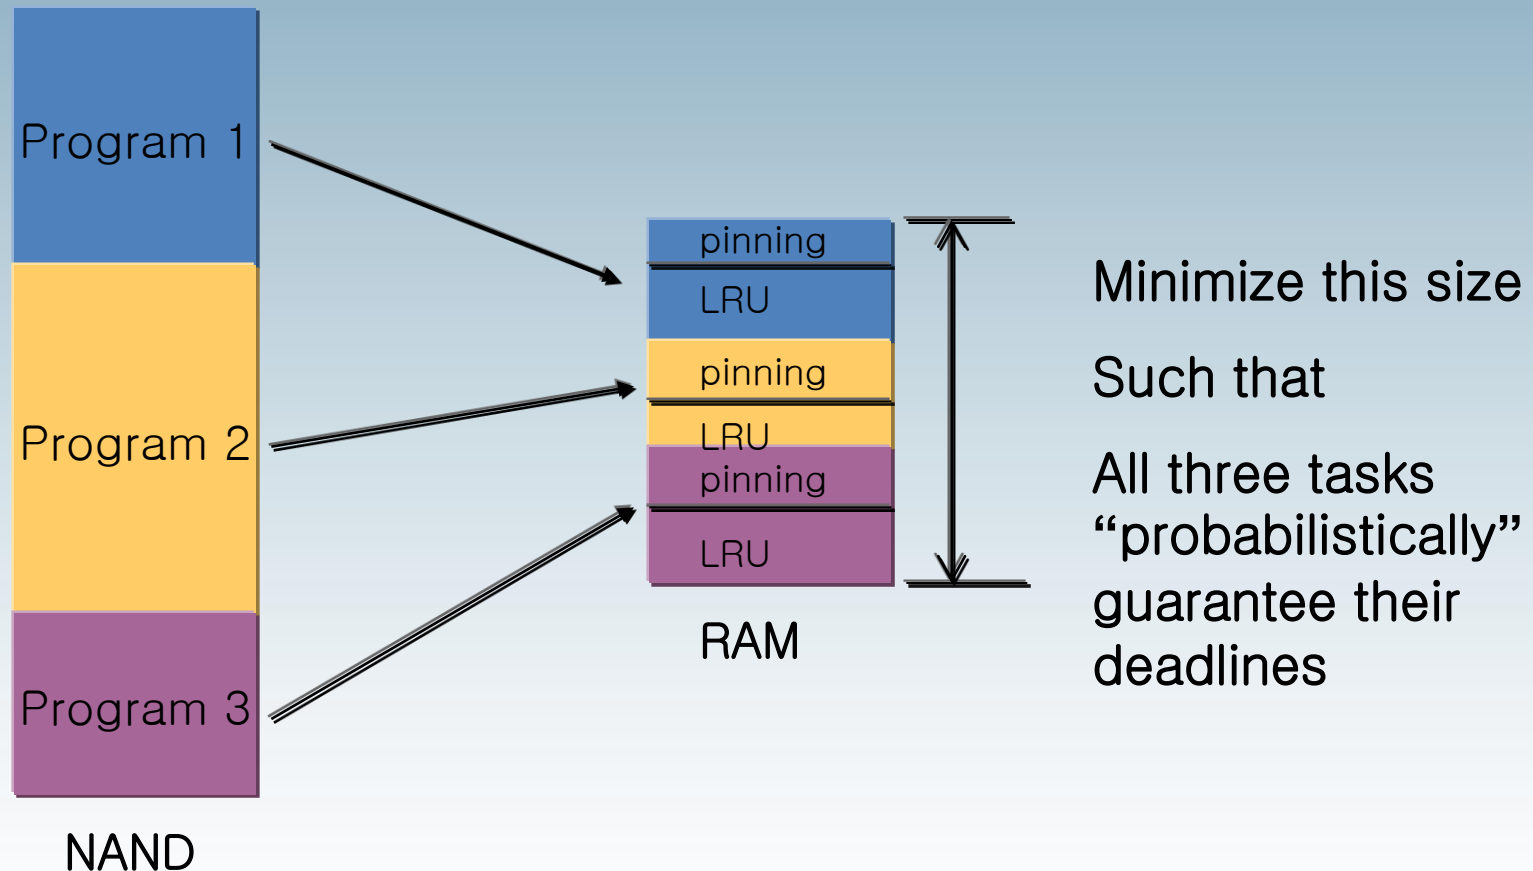 Program 1
Program 2
Program 3
NAND
pinning
LRU
pinning
LRU
pinning
LRU
RAM
Minimize this size
Such that
All three tasks
“probabilistically”
guarantee their
deadlines